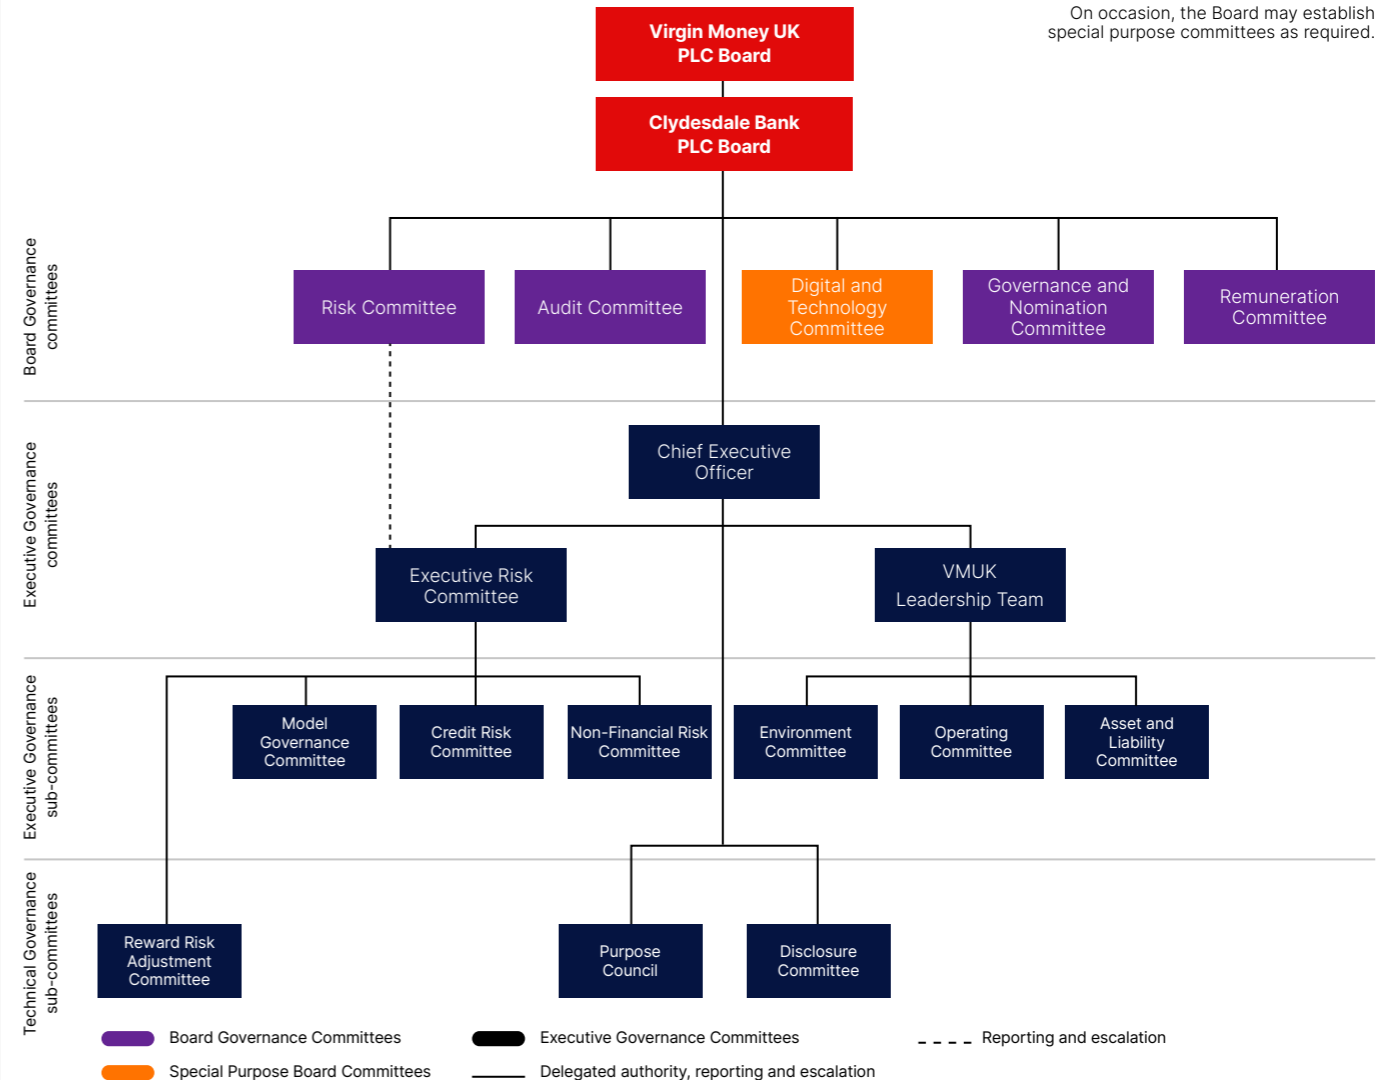 On occasion, the Board may establish
special purpose committees as required.
Virgin Money UK
PLC Board
Clydesdale Bank
PLC Board
Board Governance
committees
Risk Committee
Audit Committee
Digital and
Technology
Committee
Governance and
Nomination
Committee
Remuneration
Committee
Executive Governance
committees
Chief Executive
Officer
Executive Risk
Committee
VMUK
Leadership Team
Executive Governance
sub-committees
Model
Governance
Committee
Credit Risk
Committee
Non-Financial Risk
Committee
Environment
Committee
Operating
Committee
Asset and
Liability
Committee
Technical Governance
sub-committees
Reward Risk
Adjustment
Committee
Purpose
Council
Disclosure
Committee
Board Governance Committees
Executive Governance Committees
Reporting and escalation
Special Purpose Board Committees
Delegated authority, reporting and escalation